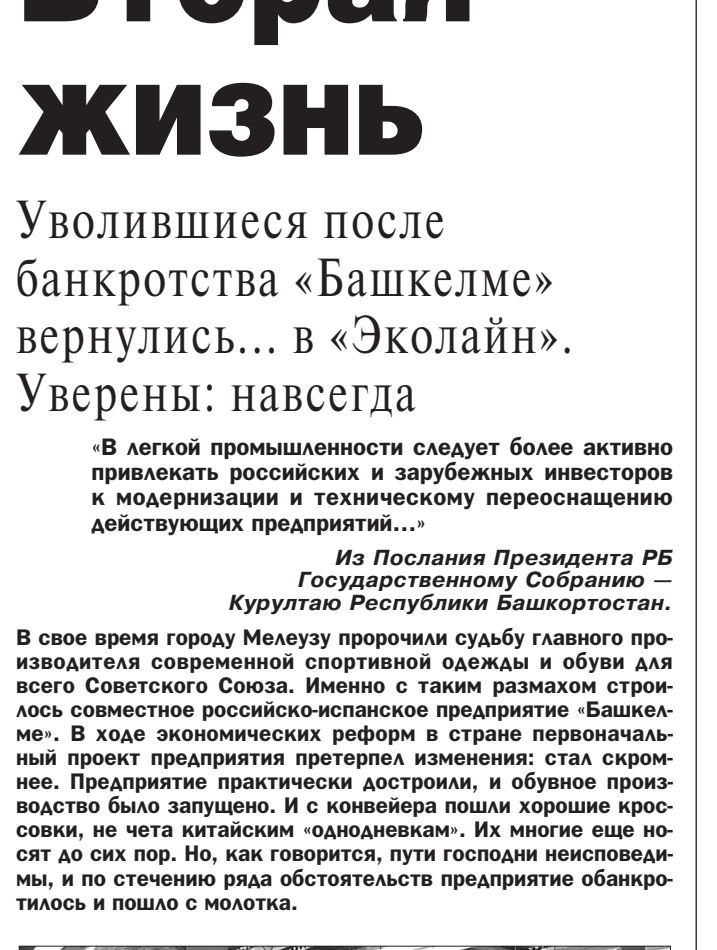 Вторая
жизнь
Уволившиеся после
банкротства «Башкелме»
вернулись... в «Эколайн».
Уверены: навсегда
«В легкой промышленности следует более активно
привлекать российских и зарубежных инвесторов
к модернизации и техническому переоснащению
действующих предприятий...»
Из Послания Президента РБ
Государственному Собранию —
Курултаю Республики Башкортостан.
В свое время городу Мелеузу пророчили судьбу главного про-
изводителя современной спортивной одежды и обуви для
всего Советского Союза. Именно с таким размахом строи-
лось совместное российско-испанское предприятие «Башкел-
ме». В ходе экономических реформ в стране первоначаль-
ный проект предприятия претерпел изменения: стал скром-
нее. Предприятие практически достроили, и обувное произ-
водство было запущено. И с конвейера пошли хорошие крос-
совки, не чета китайским «однодневкам». Их многие еще но-
сят до сих пор. Но, как говорится, пути господни неисповеди-
мы, и по стечению ряда обстоятельств предприятие обанкро-
тилось и пошло с молотка.